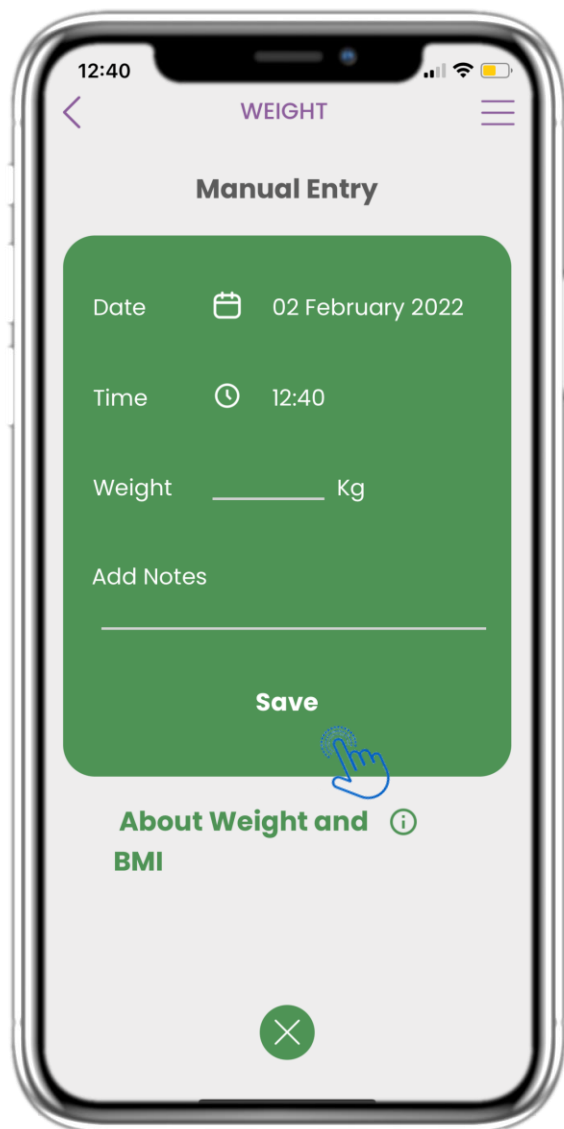 12:40
WEIGHT
Manual Entry
Date 02 February 2022
Time 12:40
Weight Kg
Add Notes
Save
About Weight and
BMI